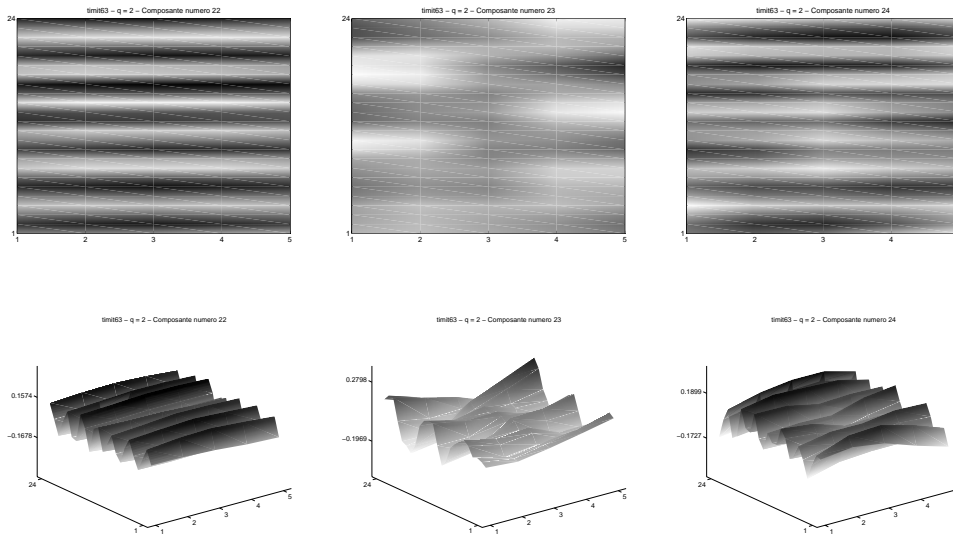 timit63 − q = 2 − Composante numero 22
24
1
1 2 3 4 5
timit63 − q = 2 − Composante numero 23
24
1
1 2 3 4 5
timit63 − q = 2 − Composante numero 24
24
1
1 2 3 4
timit63 − q = 2 − Composante numero 22
0.1574
−0.1678
24
1
1 2 3 4 5
timit63 − q = 2 − Composante numero 23
0.2798
−0.1969
24
1
1 2 3 4 5
timit63 − q = 2 − Composante numero 24
0.1899
−0.1727
24
1
1 2 3 4